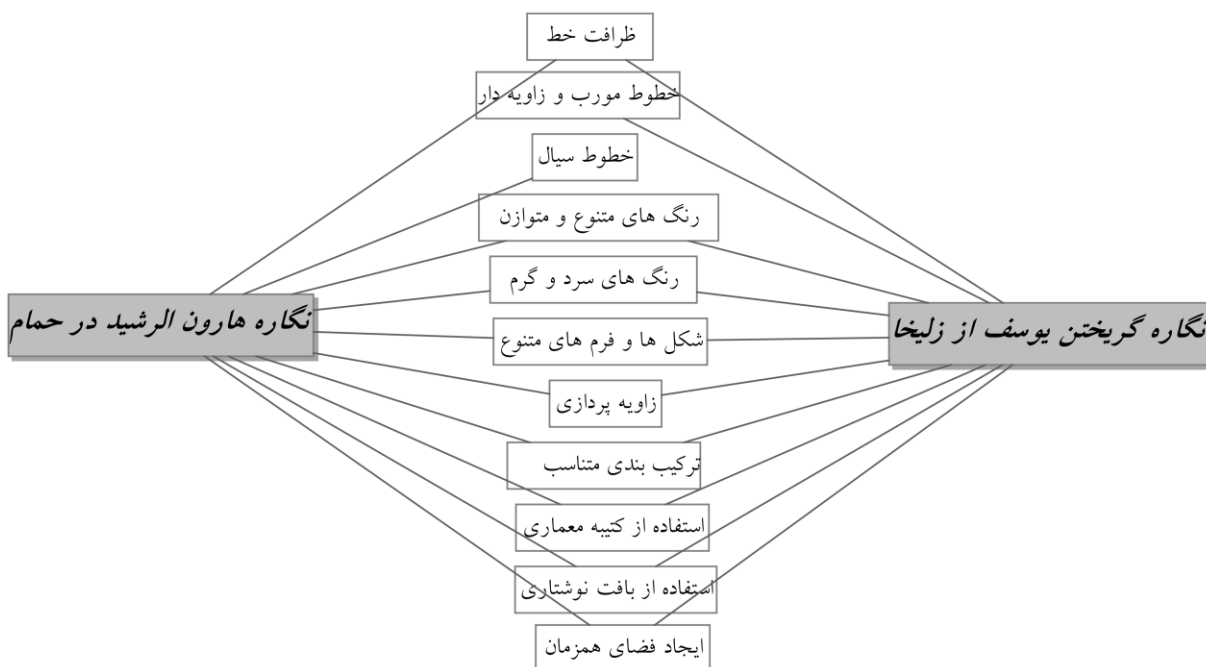 ظرافت خط
خطوط مورب و زاویه دار
خطوط سیال
رنگ های متنوع و متوازن
رنگ های سرد و گرم
نگاره گریختن یوسف از زلیخا
نگاره هارون الرشید در حمام
شکل ها و فرم های متنوع
زاویه پردازی
ترکیب بندی متناسب
استفاده از کتیبه معماری
استفاده از بافت نوشتاری
ایجاد فضای همزمان